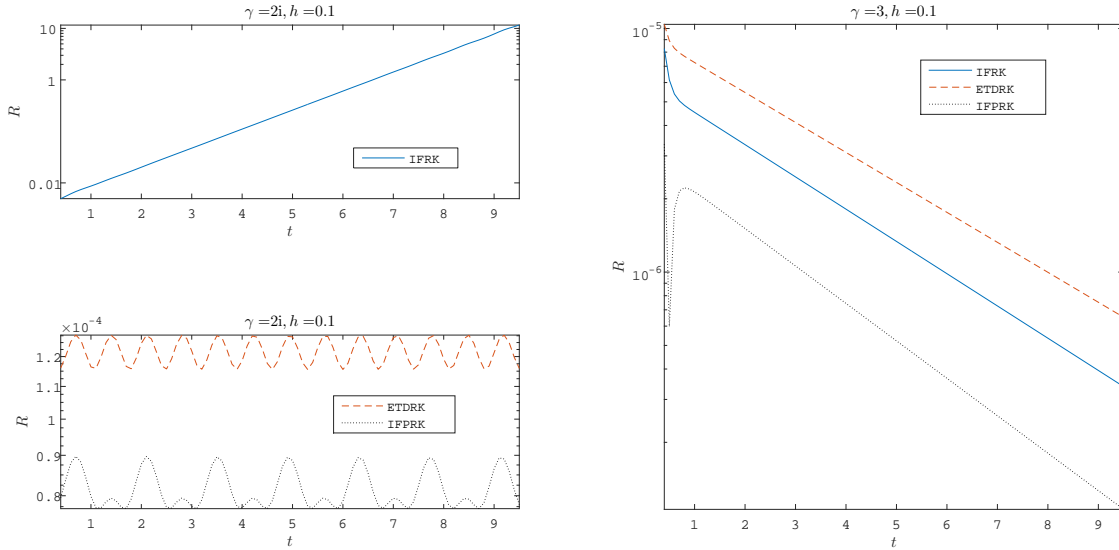 γ =2i, h =0.1
10
1
0.01
R
IFRK
1 2 3 4 5 6 7 8 9
t
γ =2i, h =0.1
×10⁻⁴
1.2
1.1
1
0.9
0.8
R
ETDRK
IFPRK
1 2 3 4 5 6 7 8 9
t
γ =3, h =0.1
10⁻⁵
10⁻⁶
R
IFRK
ETDRK
IFPRK
1 2 3 4 5 6 7 8 9
t